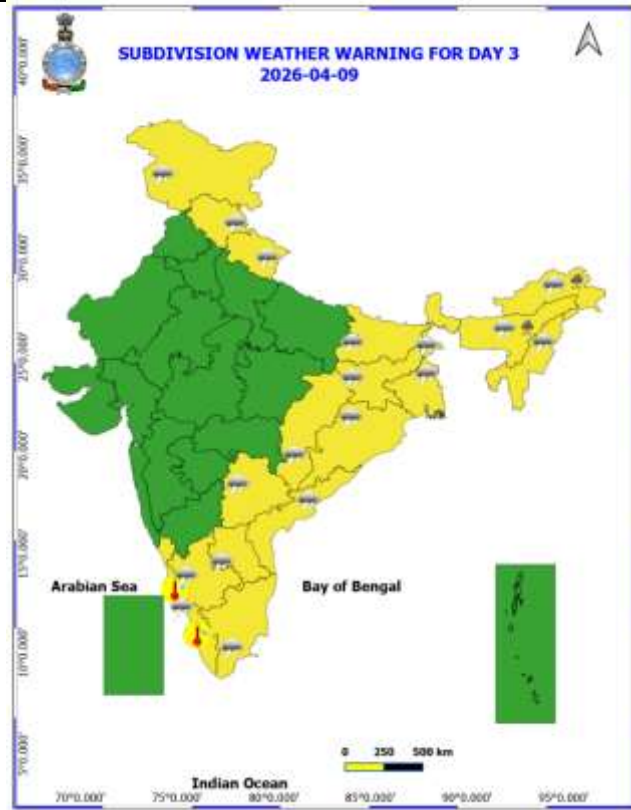 SUBDIVISION WEATHER WARNING FOR DAY 3
2026-04-09
40°0.000'
35°0.000'
30°0.000'
25°0.000'
20°0.000'
15°0.000'
10°0.000'
5°0.000'
Arabian Sea
Bay of Bengal
0 250 500 km
Indian Ocean
70°0.000' 75°0.000' 80°0.000' 85°0.000' 90°0.000' 95°0.000'